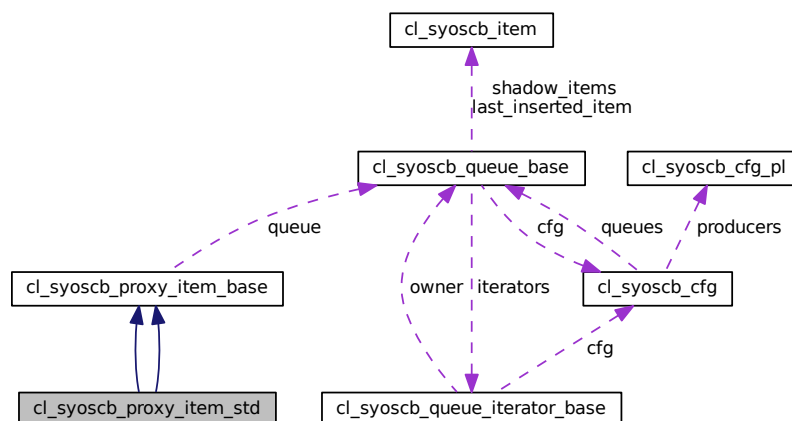 cl_syoscb_item
shadow_items
last_inserted_item
cl_syoscb_queue_base
cl_syoscb_cfg_pl
queue
cfg
queues
producers
cl_syoscb_proxy_item_base
owner
iterators
cl_syoscb_cfg
cfg
cl_syoscb_proxy_item_std
cl_syoscb_queue_iterator_base